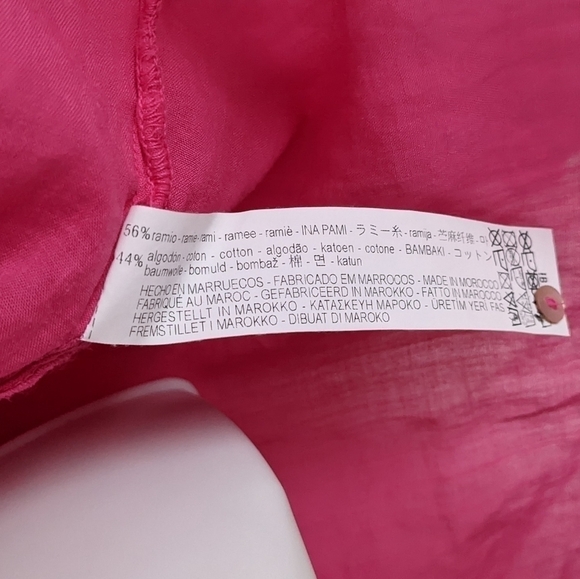 56% ramio - rame - rami - ramee - ramiè - INA ΡΑΜΙ - ラミー糸 - ramija - 苎麻纤维 -
44% algodon - coton - cotton - algodão - katoen - cotone - BAMBAKI - コットン
baumwolle - bomuld - bombaž - 棉 - 면 - katun
HECHO EN MARRUECOS - FABRICADO EM MARROCOS - MADE IN MOROCCO
FABRIQUÉ AU MAROC - GEFABRICEERD IN MAROKKO - FATTO IN MAROCCO
HERGESTELLT IN MAROKKO - ΚΑΤΑΣΚΕΥΗ ΜΑΡΟΚΟ - ÜRETIM YERİ FAS
FREMSTILLET I MAROKKO - DIBUAT DI MAROKO